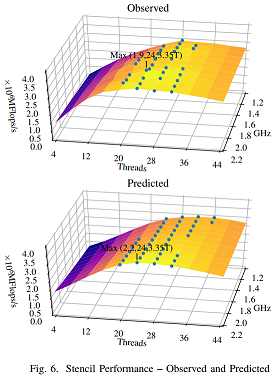 Observed
Max (1.9,24,5.35T)
×10⁹MFlops/s
4.0
3.5
3.0
2.5
2.0
1.5
1.0
0.5
0.0
4 12 20 28 36 44
Threads
1.2
1.4
1.6
1.8
2.0
2.2
GHz
Predicted
Max (2.2,24,3.35T)
×10⁹MFlops/s
4.0
3.5
3.0
2.5
2.0
1.5
1.0
0.5
0.0
4 12 20 28 36 44
Threads
1.2
1.4
1.6
1.8
2.0
2.2
GHz
Fig. 6. Stencil Performance – Observed and Predicted